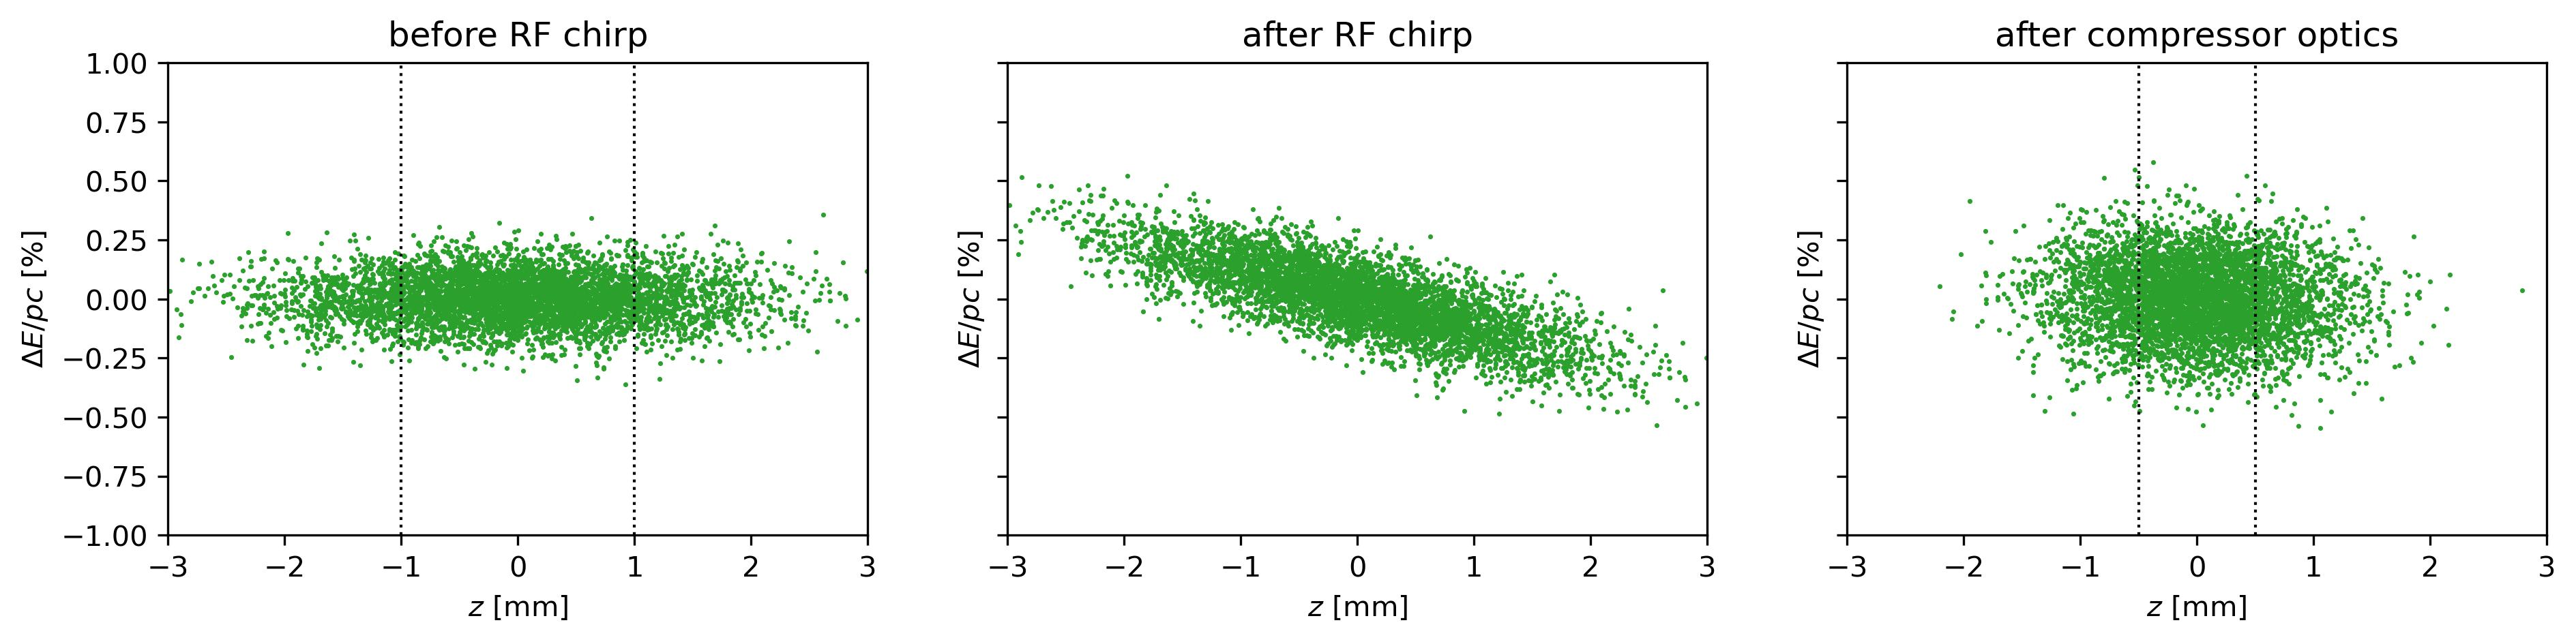 before RF chirp
after RF chirp
after compressor optics
1.00
0.75
0.50
0.25
0.00
−0.25
−0.50
−0.75
−1.00
ΔE/pc [%]
ΔE/pc [%]
ΔE/pc [%]
−3 −2 −1 0 1 2 3
−3 −2 −1 0 1 2 3
−3 −2 −1 0 1 2 3
z [mm]
z [mm]
z [mm]